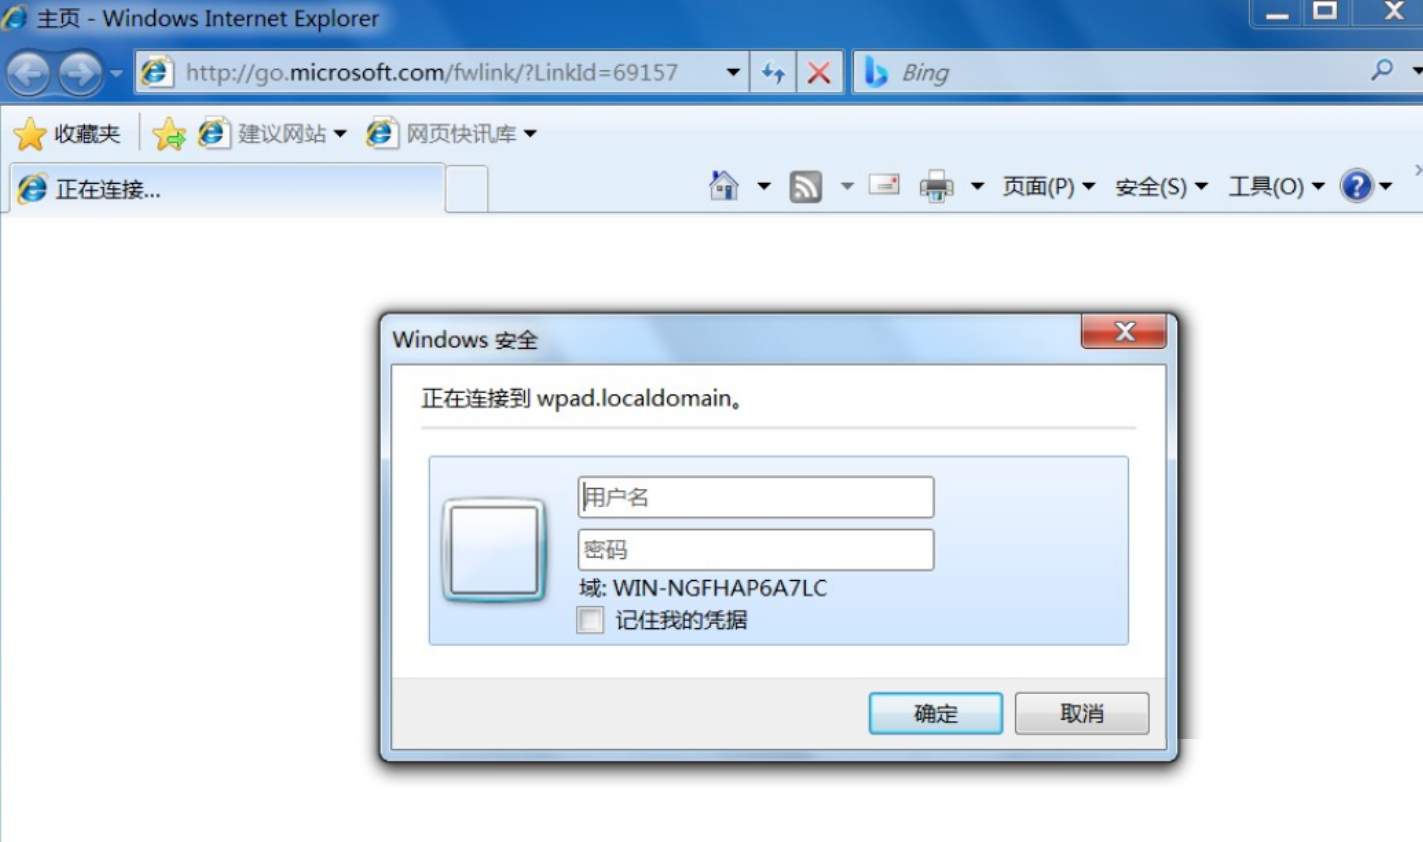 主页 - Windows Internet Explorer
http://go.microsoft.com/fwlink/?LinkId=69157
Bing
收藏夹
建议网站
网页快讯库
正在连接...
页面(P)
安全(S)
工具(O)
Windows 安全
正在连接到 wpad.localdomain。
用户名
密码
域: WIN-NGFHAP6A7LC
记住我的凭据
确定
取消